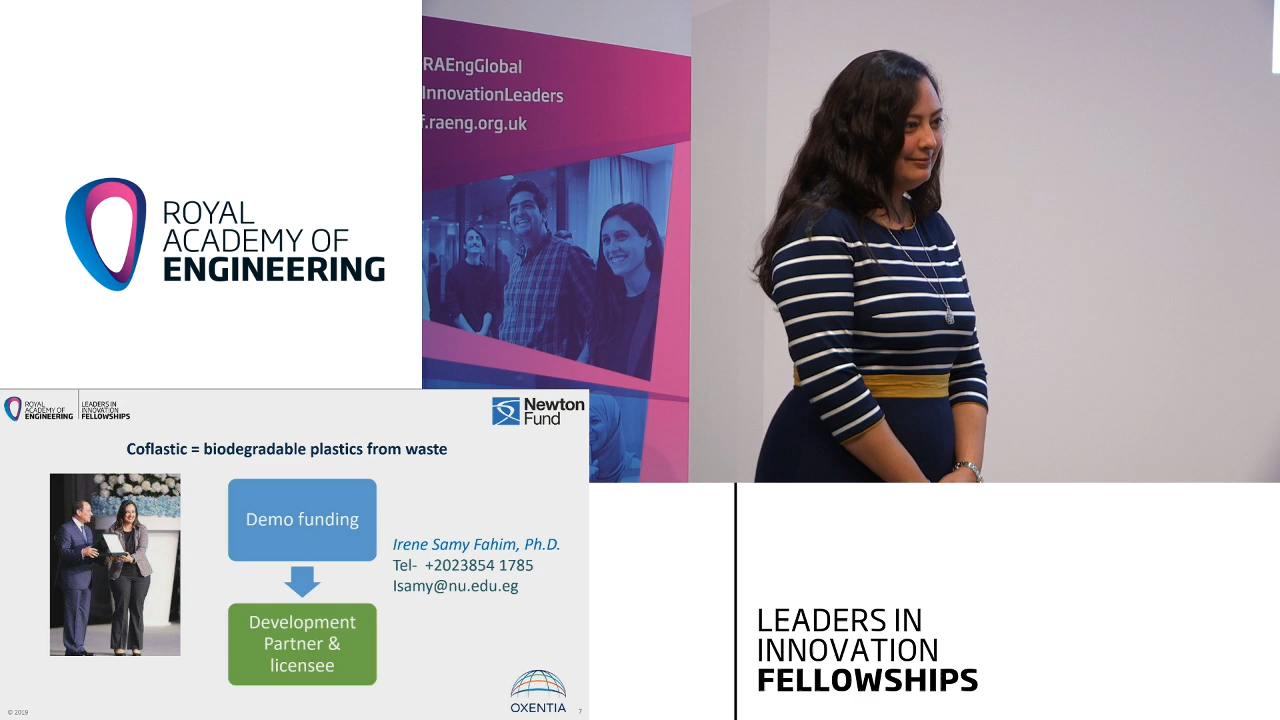 RAEngGlobal
InnovationLeaders
f.raeng.org.uk
ROYAL
ACADEMY OF
ENGINEERING
ROYAL
ACADEMY OF
ENGINEERING
LEADERS IN
INNOVATION
FELLOWSHIPS
Newton
Fund
Coflastic = biodegradable plastics from waste
Demo funding
Irene Samy Fahim, Ph.D.
Tel- +2023854 1785
Isamy@nu.edu.eg
Development
Partner &
licensee
OXENTIA
© 2019
7
LEADERS IN
INNOVATION
FELLOWSHIPS